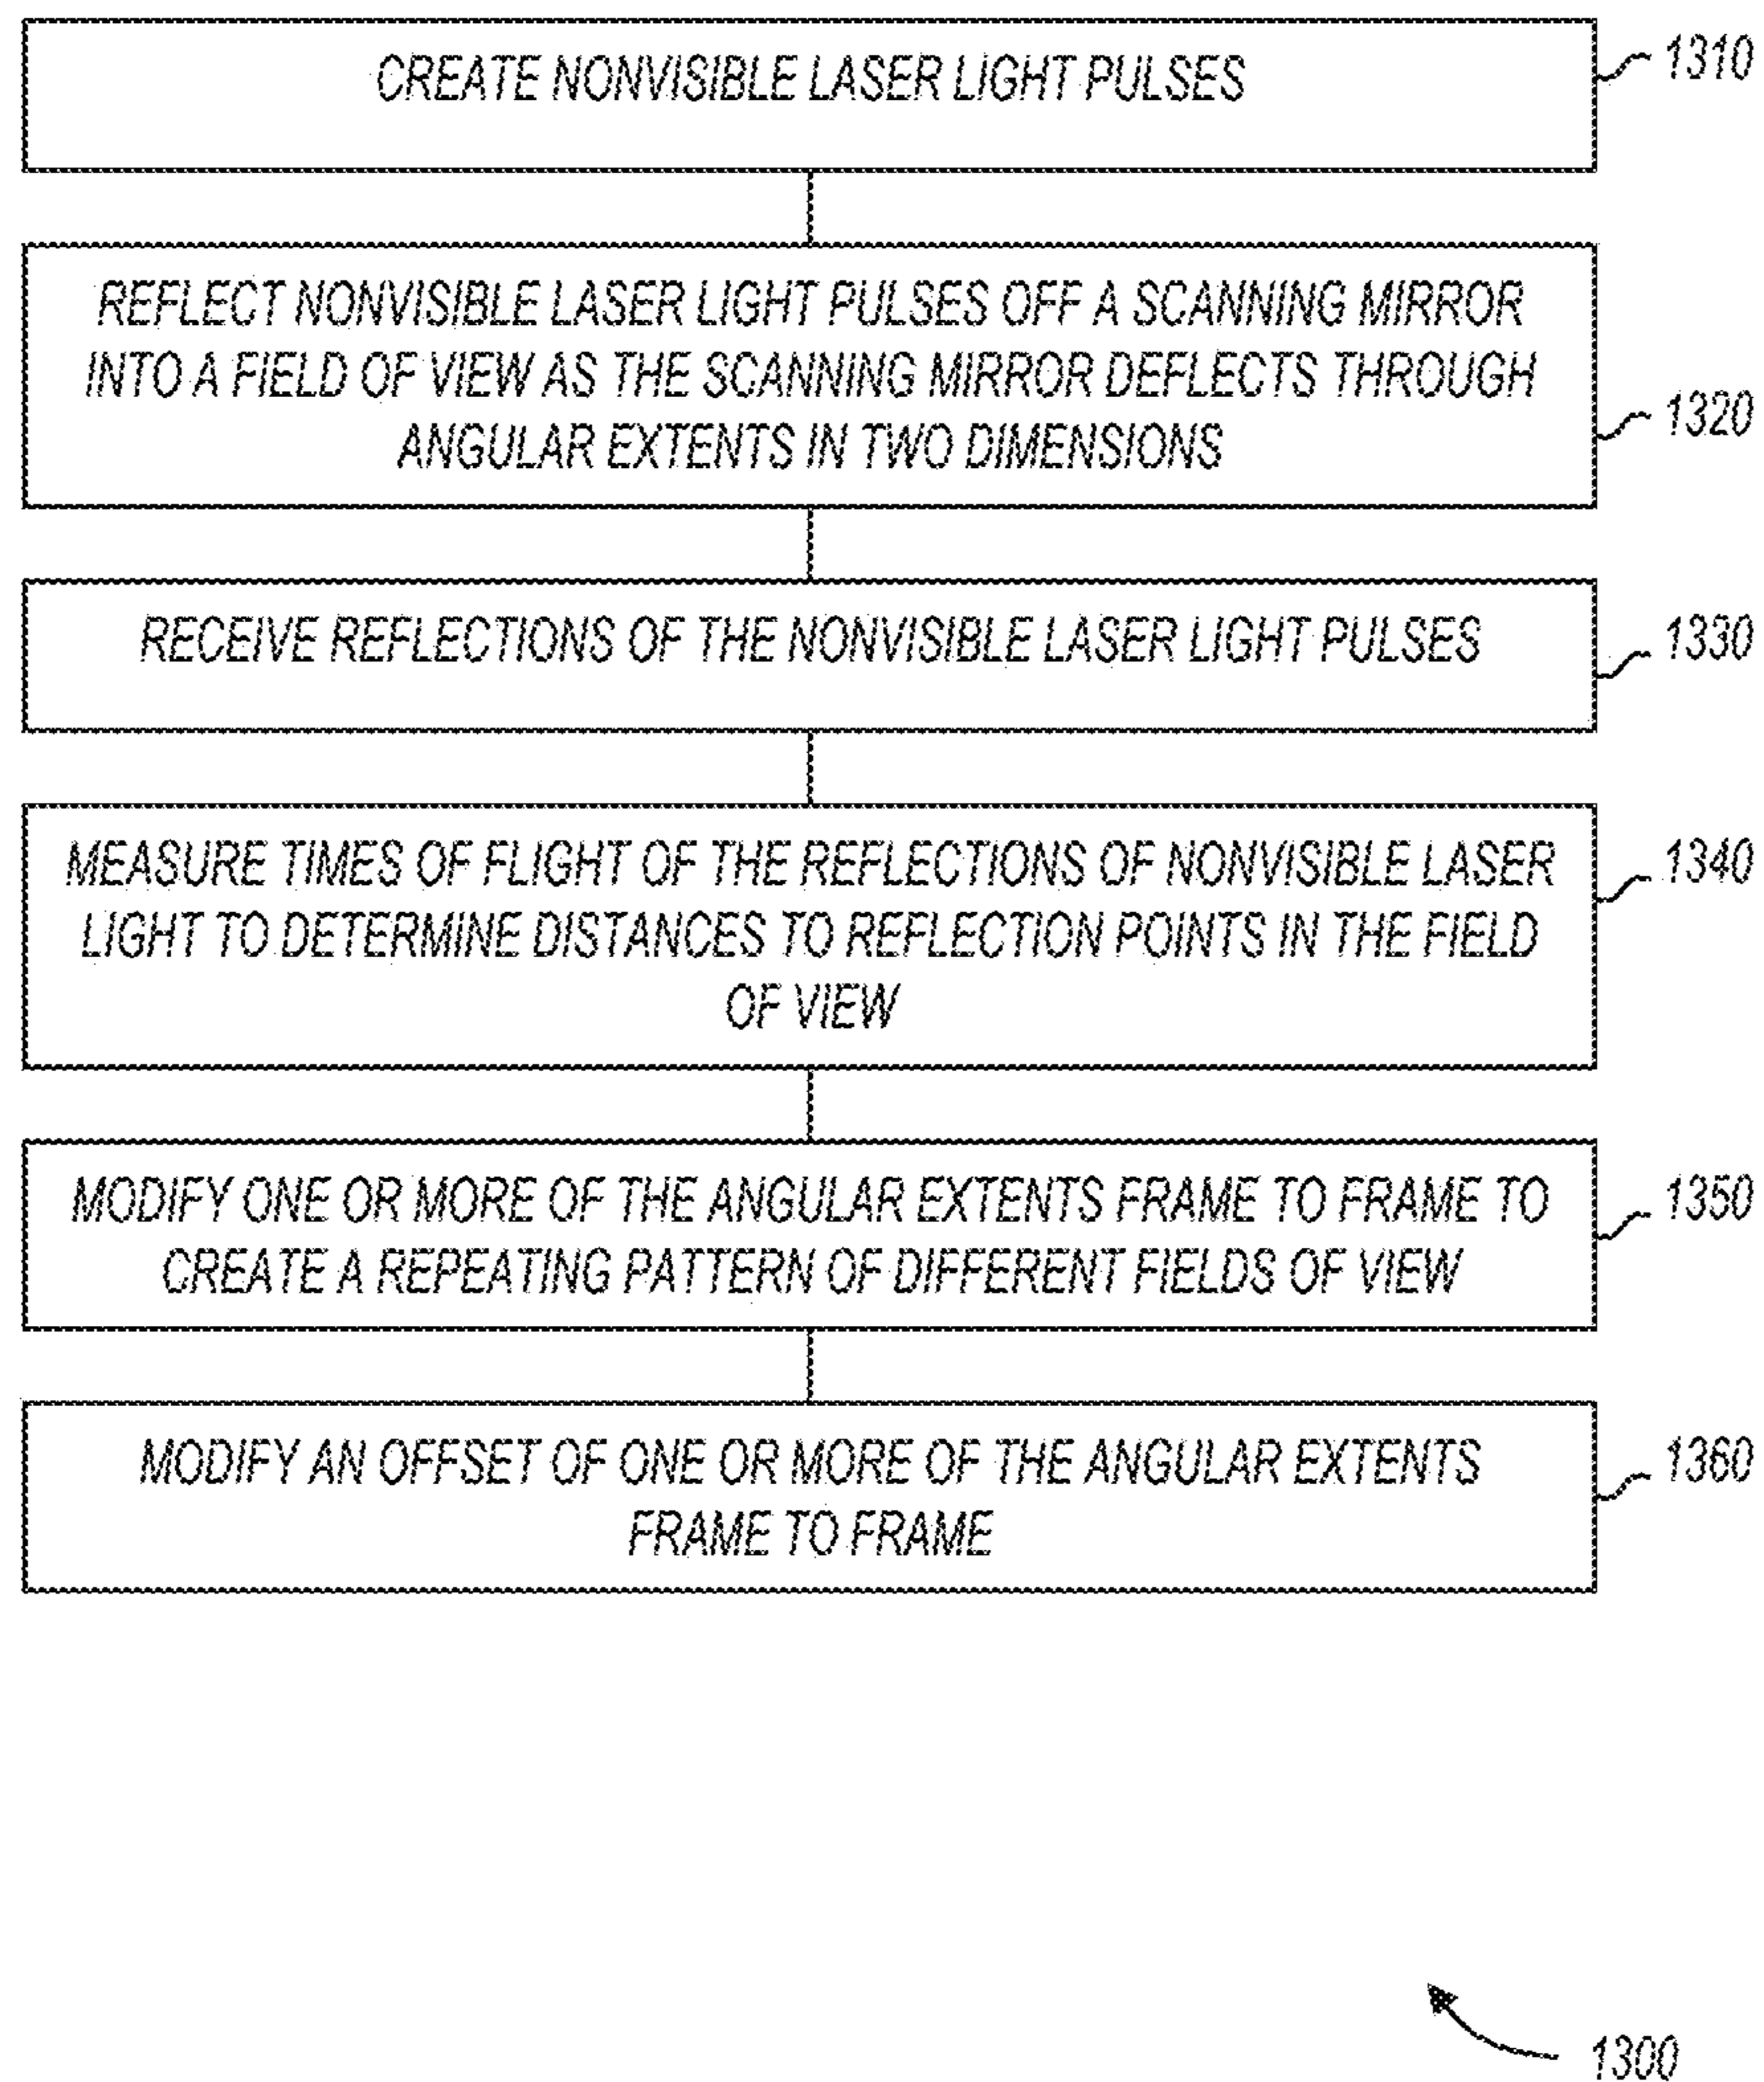 CREATE NONVISIBLE LASER LIGHT PULSES
1310
REFLECT NONVISIBLE LASER LIGHT PULSES OFF A SCANNING MIRROR
INTO A FIELD OF VIEW AS THE SCANNING MIRROR DEFLECTS THROUGH
ANGULAR EXTENTS IN TWO DIMENSIONS
1320
RECEIVE REFLECTIONS OF THE NONVISIBLE LASER LIGHT PULSES
1330
MEASURE TIMES OF FLIGHT OF THE REFLECTIONS OF NONVISIBLE LASER
LIGHT TO DETERMINE DISTANCES TO REFLECTION POINTS IN THE FIELD
OF VIEW
1340
MODIFY ONE OR MORE OF THE ANGULAR EXTENTS FRAME TO FRAME TO
CREATE A REPEATING PATTERN OF DIFFERENT FIELDS OF VIEW
1350
MODIFY AN OFFSET OF ONE OR MORE OF THE ANGULAR EXTENTS
FRAME TO FRAME
1360
1300